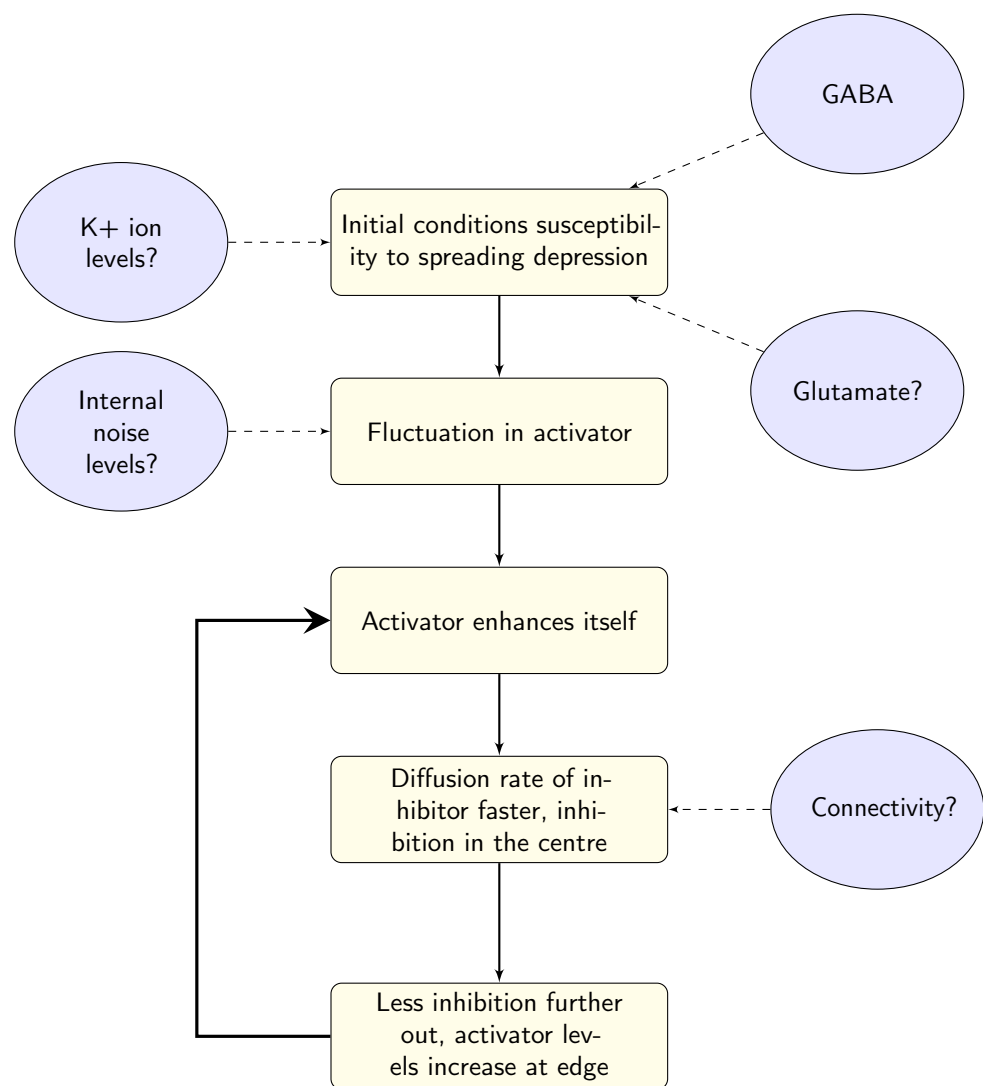 GABA
K+ ion
levels?
Initial conditions susceptibil-
ity to spreading depression
Glutamate?
Internal
noise
levels?
Fluctuation in activator
Activator enhances itself
Diffusion rate of in-
hibitor faster, inhi-
bition in the centre
Connectivity?
Less inhibition further
out, activator lev-
els increase at edge